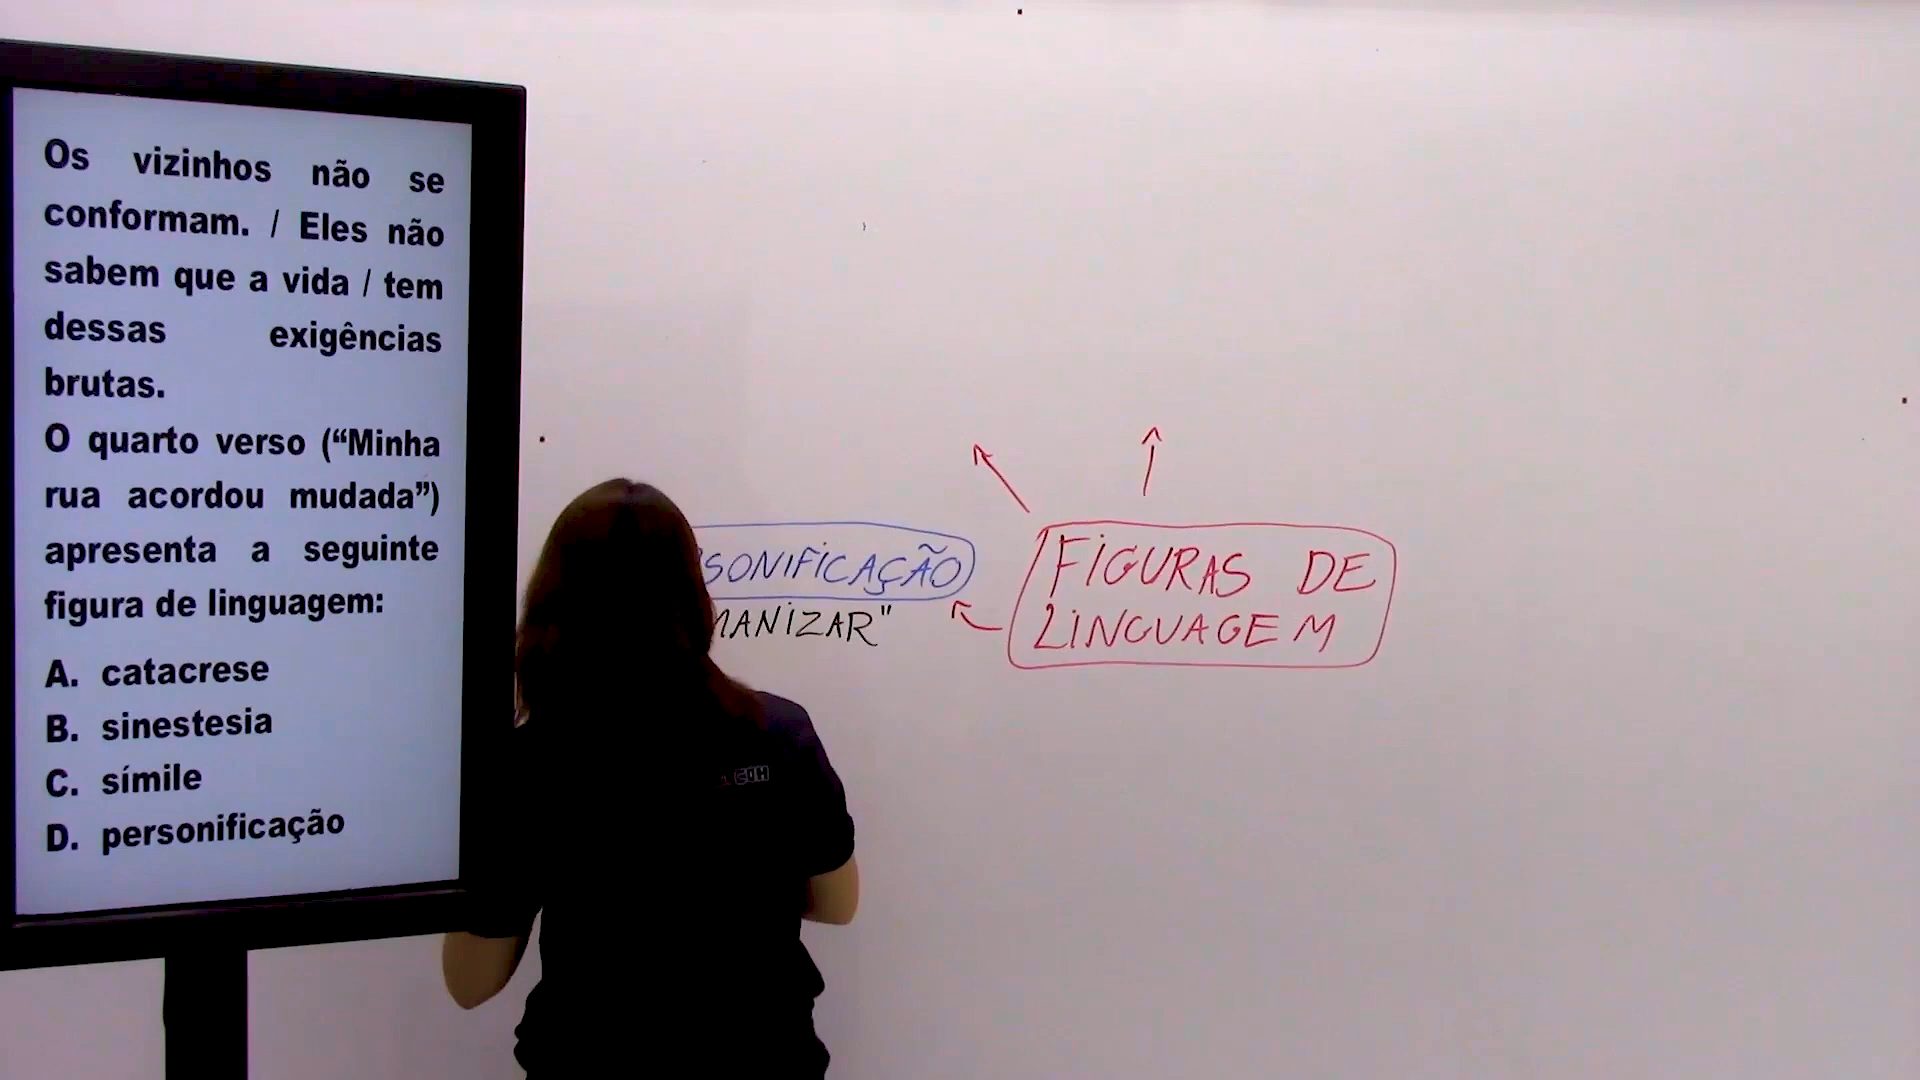 Os vizinhos não se
conformam. / Eles não
sabem que a vida / tem
dessas exigências
brutas.
O quarto verso (“Minha
rua acordou mudada”)
apresenta a seguinte
figura de linguagem:
A. catacrese
B. sinestesia
C. símile
D. personificação
SONIFICAÇÃO
MANIZAR"
FIGURAS DE
LINGUAGEM
.COM